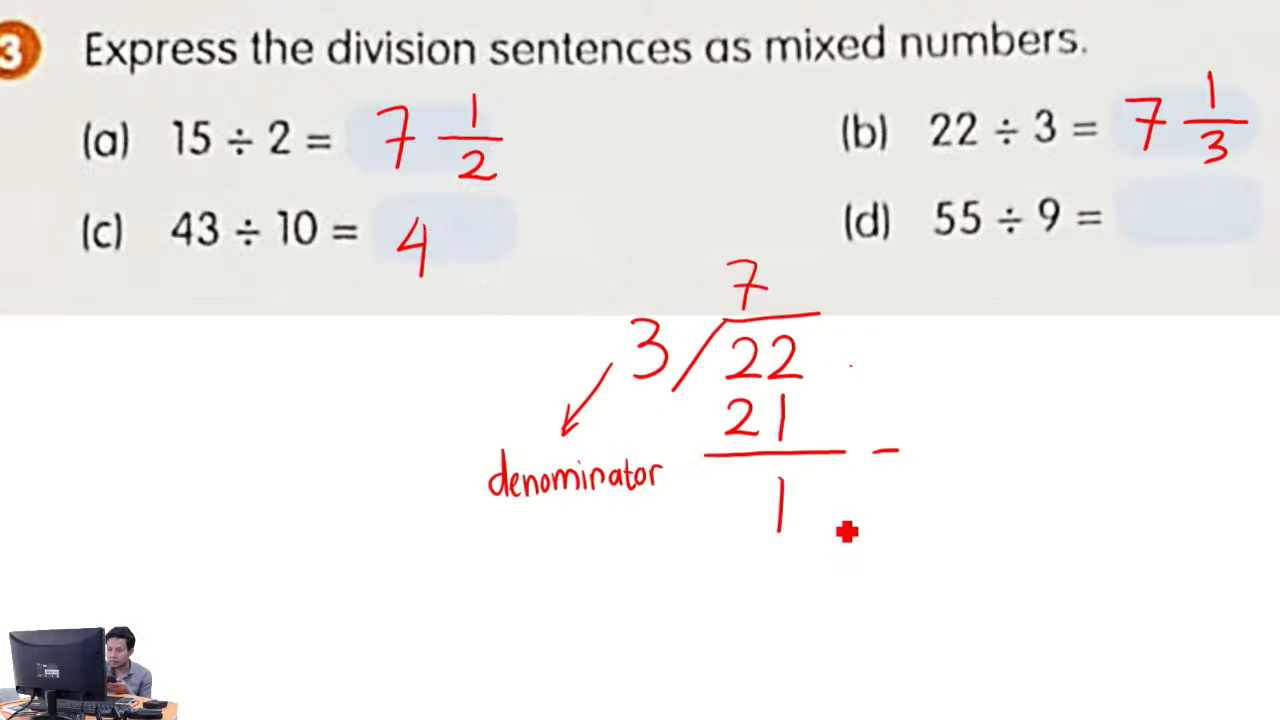 3 Express the division sentences as mixed numbers.
(a) 15 ÷ 2 = 7 1/2 (b) 22 ÷ 3 = 7 1/3
(c) 43 ÷ 10 = 4 (d) 55 ÷ 9 =
7
3 22
21
denominator –
1